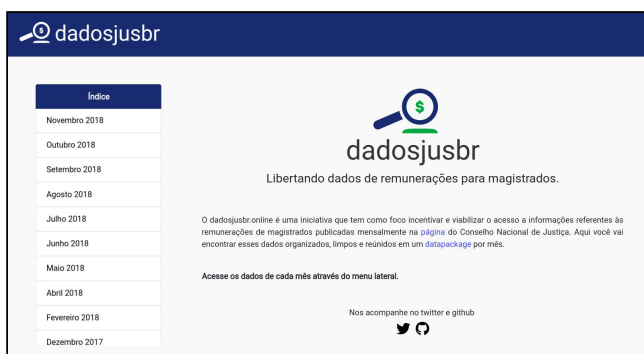 dadosjusbr
Índice
Novembro 2018
Outubro 2018
Setembro 2018
Agosto 2018
Julho 2018
Junho 2018
Maio 2018
Abril 2018
Fevereiro 2018
Dezembro 2017
$
dadosjusbr
Libertando dados de remunerações para magistrados.
O dadosjusbr.online é uma iniciativa que tem como foco incentivar e viabilizar o acesso a informações referentes às
remunerações de magistrados publicadas mensalmente na página do Conselho Nacional de Justiça. Aqui você vai
encontrar esses dados organizados, limpos e reúnidos em um datapackage por mês.
Acesse os dados de cada mês através do menu lateral.
Nos acompanhe no twitter e github